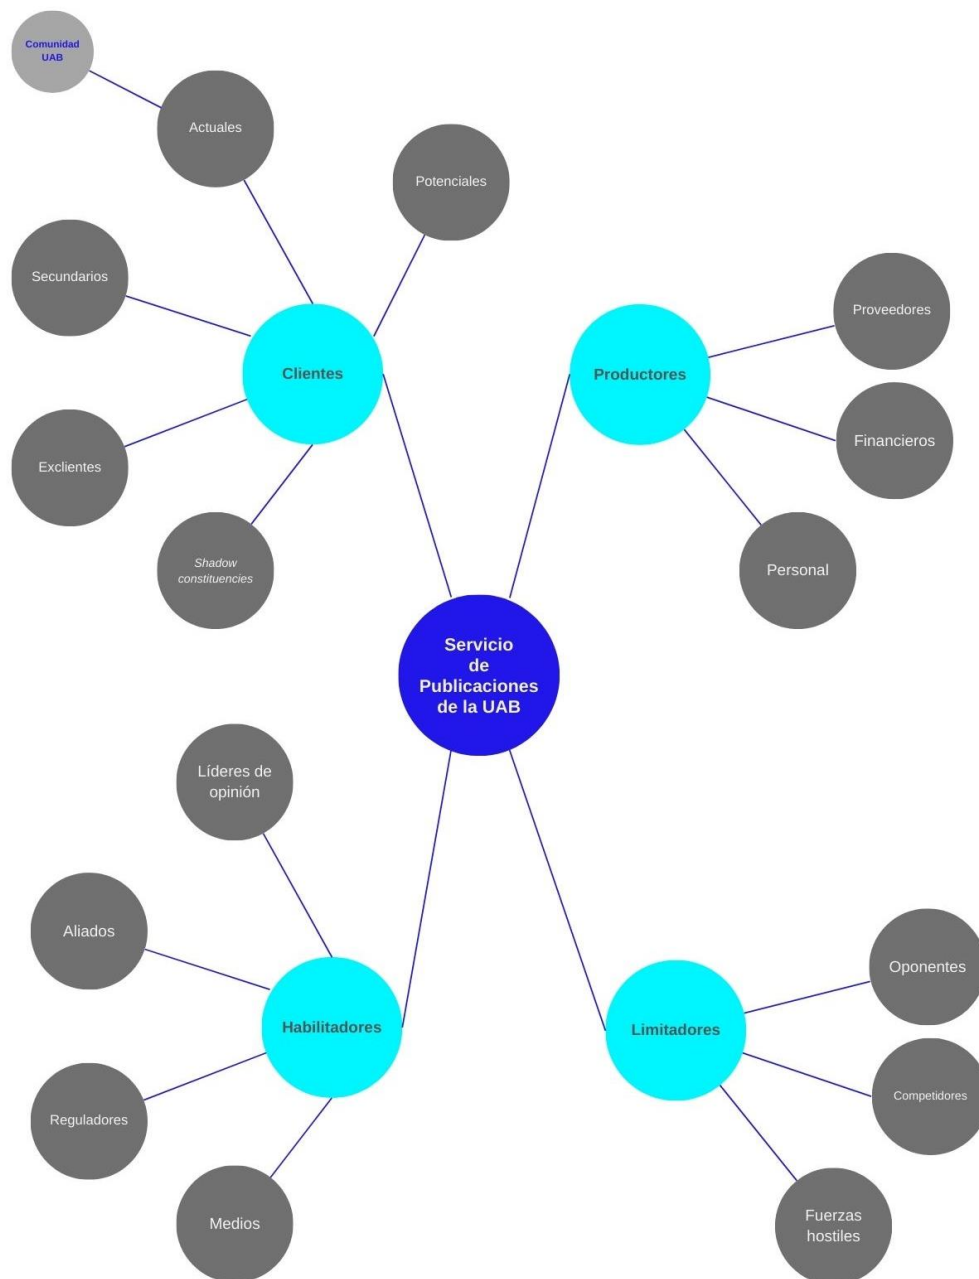 Comunidad
UAB
Actuales
Potenciales
Secundarios
Clientes
Exclientes
Shadow
constituencies
Productores
Proveedores
Financieros
Personal
Servicio
de
Publicaciones
de la UAB
Líderes de
opinión
Aliados
Habilitadores
Reguladores
Medios
Limitadores
Oponentes
Competidores
Fuerzas
hostiles